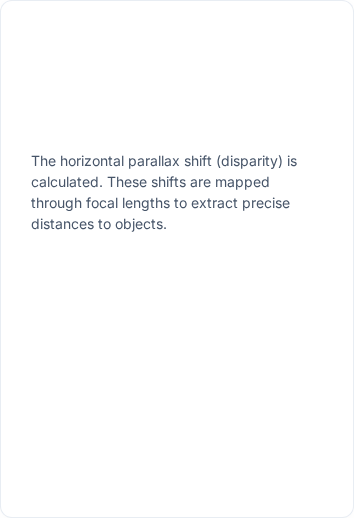 The horizontal parallax shift (disparity) is
calculated. These shifts are mapped
through focal lengths to extract precise
distances to objects.